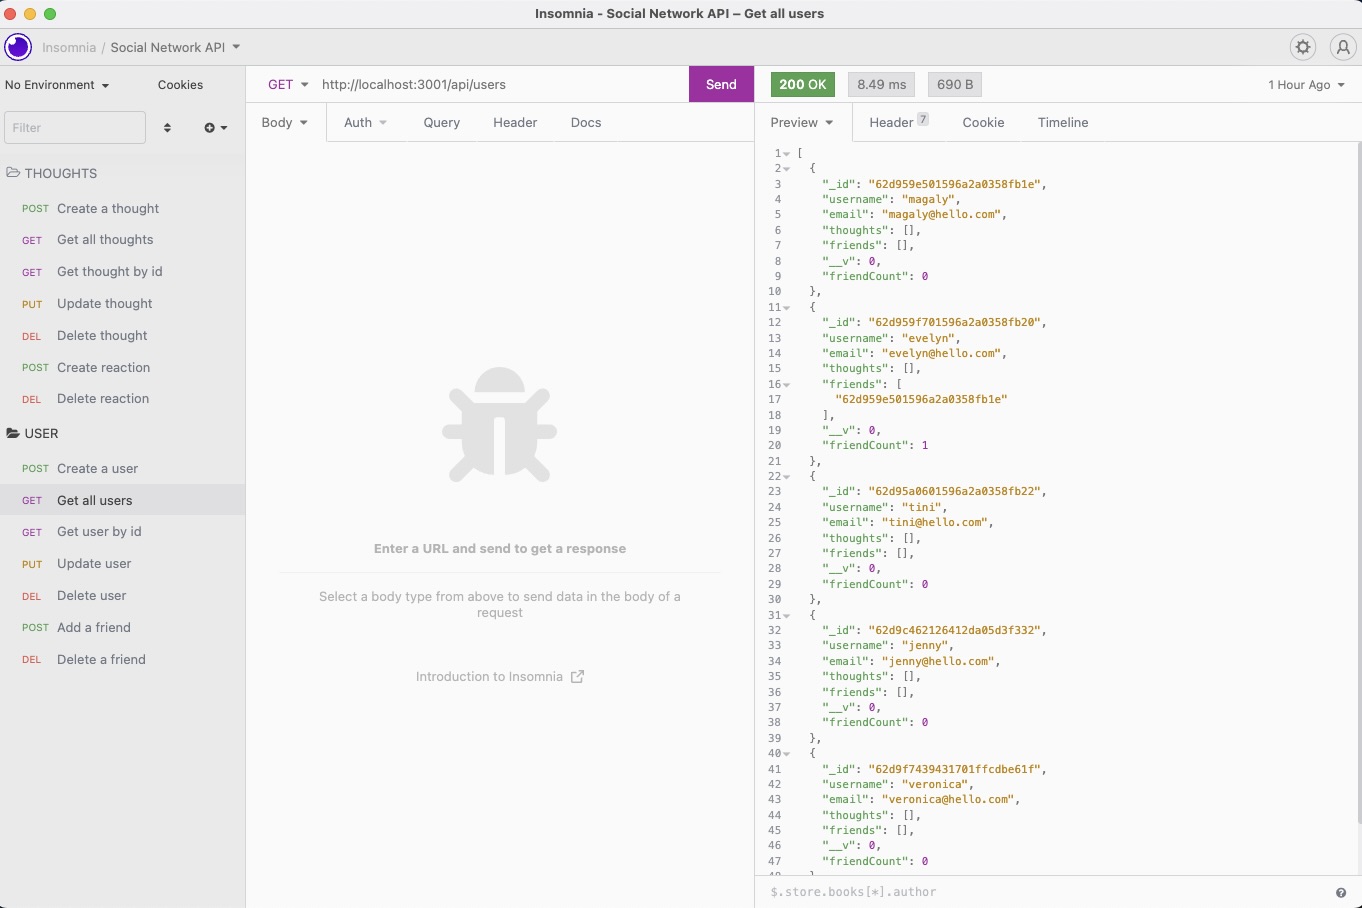 Insomnia - Social Network API – Get all users
Insomnia / Social Network API
No Environment Cookies
Filter
THOUGHTS
POST Create a thought
GET Get all thoughts
GET Get thought by id
PUT Update thought
DEL Delete thought
POST Create reaction
DEL Delete reaction
USER
POST Create a user
GET Get all users
GET Get user by id
PUT Update user
DEL Delete user
POST Add a friend
DEL Delete a friend
GET http://localhost:3001/api/users Send
Body Auth Query Header Docs
Enter a URL and send to get a response
Select a body type from above to send data in the body of a
request
Introduction to Insomnia
200 OK 8.49 ms 690 B 1 Hour Ago
Preview Header 7 Cookie Timeline
1 [
2 {
3 "_id": "62d959e501596a2a0358fb1e",
4 "username": "magaly",
5 "email": "magaly@hello.com",
6 "thoughts": [],
7 "friends": [],
8 "__v": 0,
9 "friendCount": 0
10 },
11 {
12 "_id": "62d959f701596a2a0358fb20",
13 "username": "evelyn",
14 "email": "evelyn@hello.com",
15 "thoughts": [],
16 "friends": [
17 "62d959e501596a2a0358fb1e"
18 ],
19 "__v": 0,
20 "friendCount": 1
21 },
22 {
23 "_id": "62d95a0601596a2a0358fb22",
24 "username": "tini",
25 "email": "tini@hello.com",
26 "thoughts": [],
27 "friends": [],
28 "__v": 0,
29 "friendCount": 0
30 },
31 {
32 "_id": "62d9c462126412da05d3f332",
33 "username": "jenny",
34 "email": "jenny@hello.com",
35 "thoughts": [],
36 "friends": [],
37 "__v": 0,
38 "friendCount": 0
39 },
40 {
41 "_id": "62d9f7439431701ffcdbe61f",
42 "username": "veronica",
43 "email": "veronica@hello.com",
44 "thoughts": [],
45 "friends": [],
46 "__v": 0,
47 "friendCount": 0
$.store.books[*].author